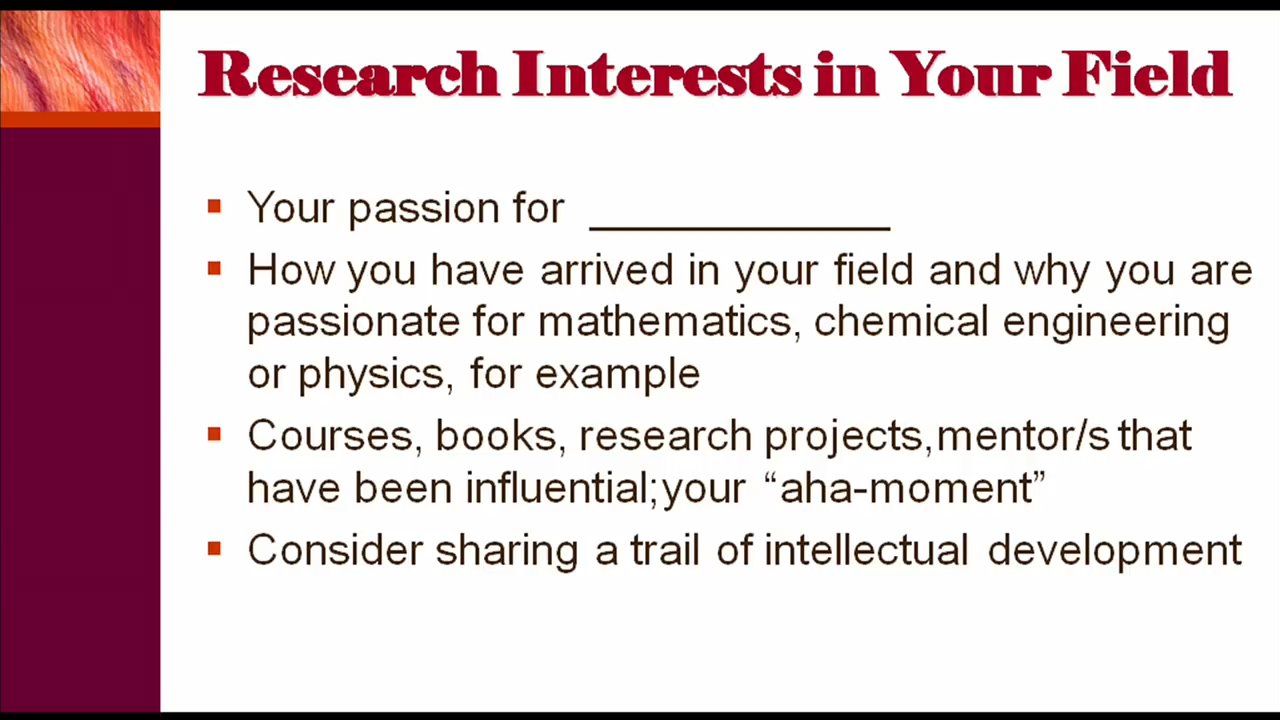 Research Interests in Your Field
Your passion for ____________
How you have arrived in your field and why you are
passionate for mathematics, chemical engineering
or physics, for example
Courses, books, research projects,mentor/s that
have been influential;your “aha-moment”
Consider sharing a trail of intellectual development